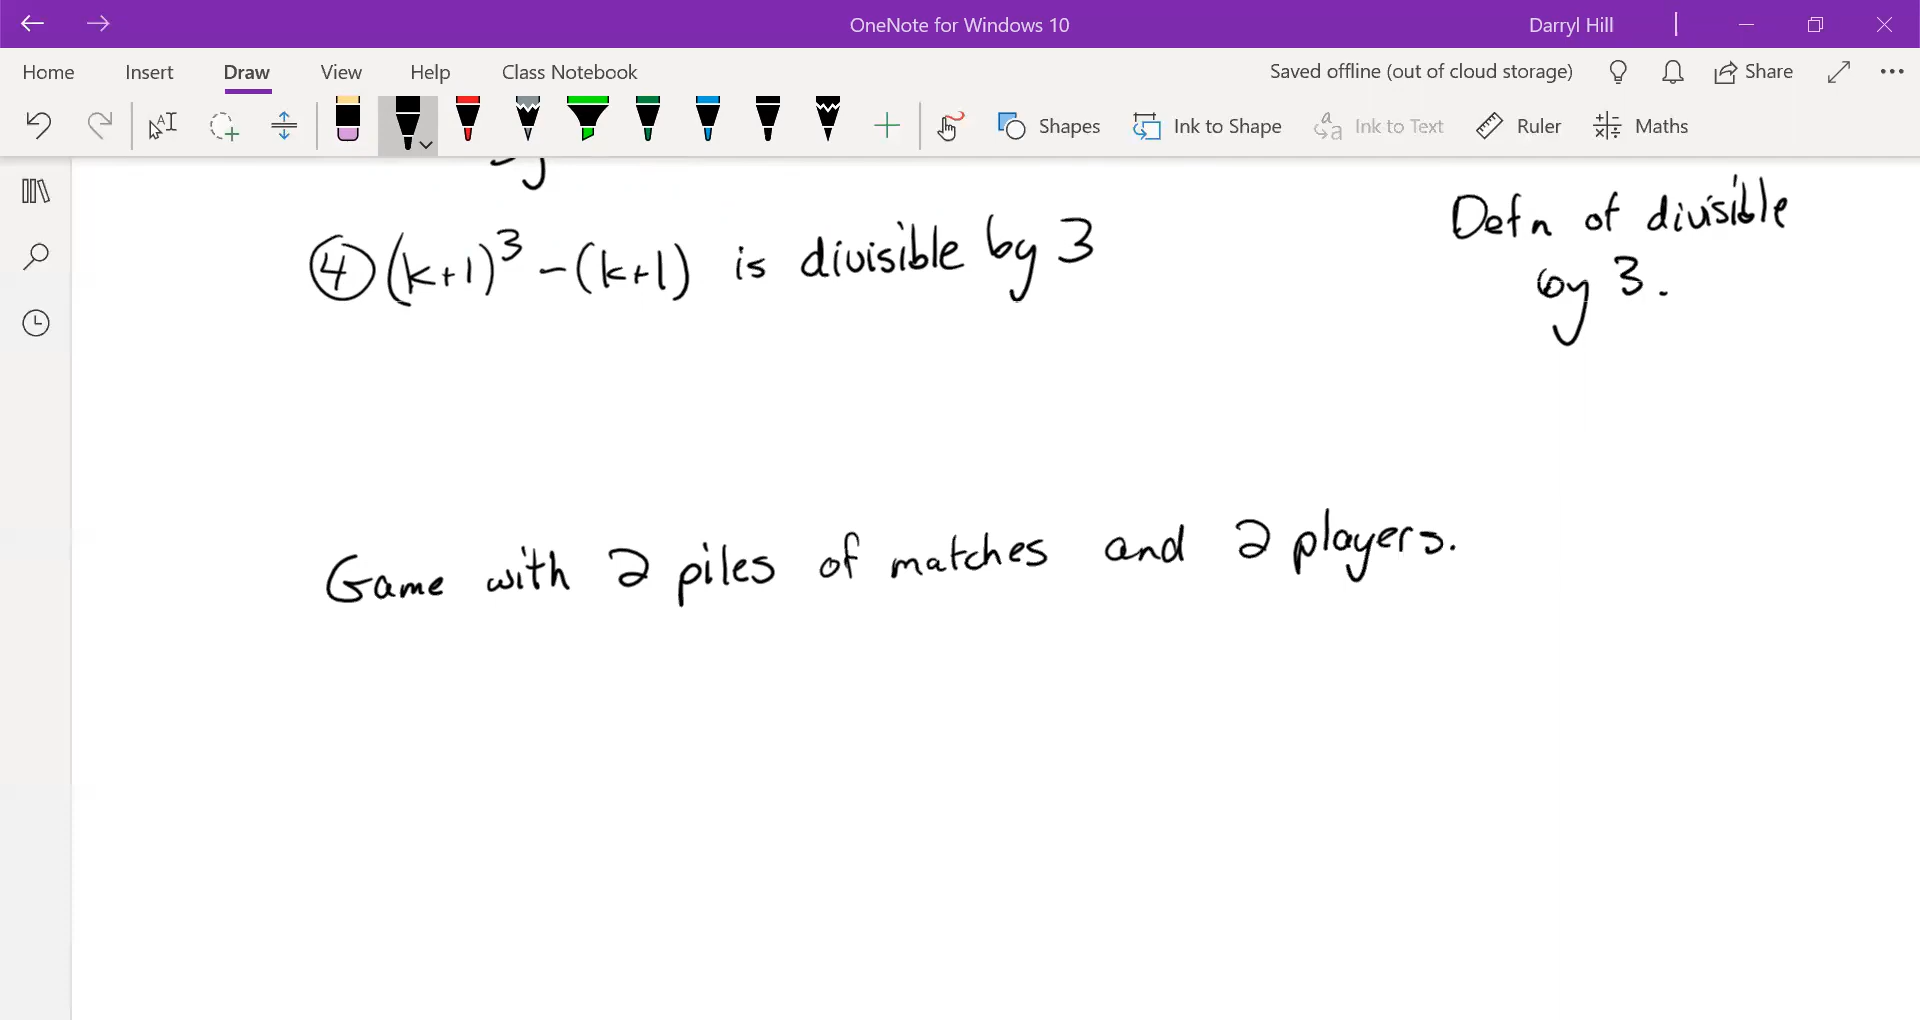 OneNote for Windows 10
Darryl Hill
Home Insert Draw View Help Class Notebook
Saved offline (out of cloud storage)
Share
Shapes Ink to Shape Ink to Text Ruler Maths
④ (k+1)³ - (k+1) is divisible by 3
Defn of divisible
by 3.
Game with 2 piles of matches and 2 players.